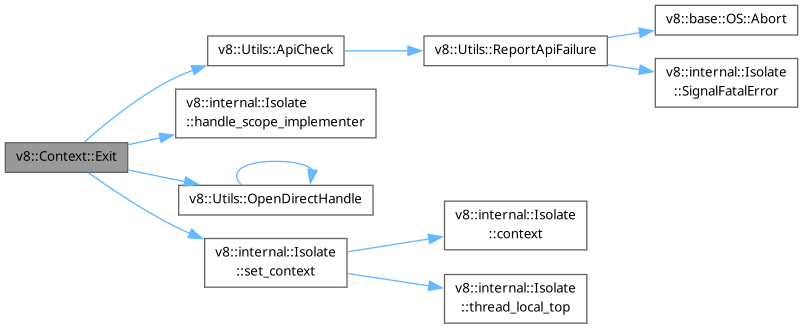 v8::Context::Exit
v8::Utils::ApiCheck
v8::internal::Isolate
::handle_scope_implementer
v8::Utils::OpenDirectHandle
v8::internal::Isolate
::set_context
v8::Utils::ReportApiFailure
v8::internal::Isolate
::context
v8::internal::Isolate
::thread_local_top
v8::base::OS::Abort
v8::internal::Isolate
::SignalFatalError